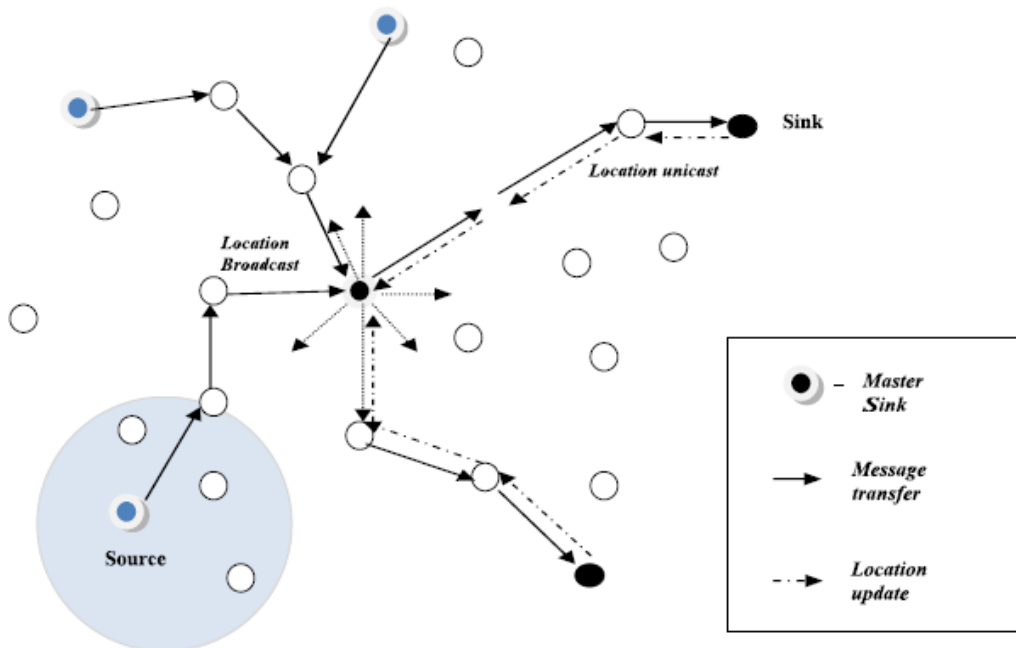 Sink
Location unicast
Location
Broadcast
Source
– Master
Sink
Message
transfer
Location
update